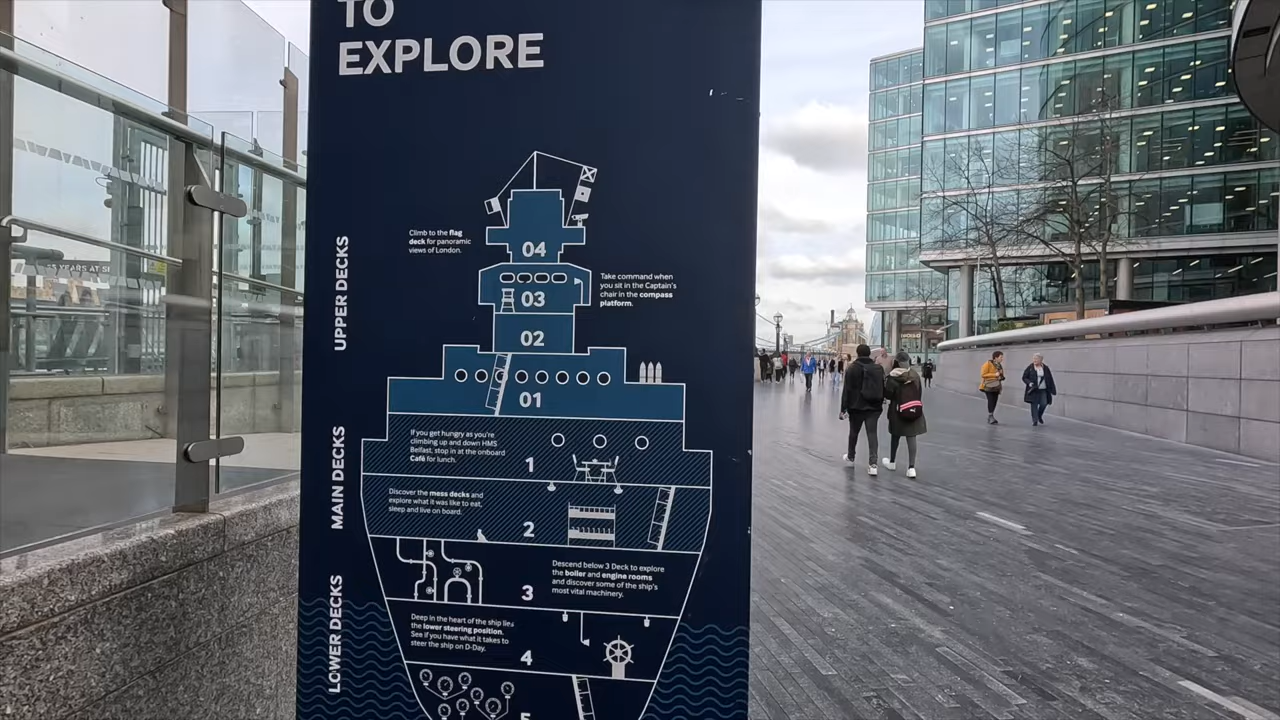 TO
EXPLORE
UPPER DECKS
Climb to the flag
deck for panoramic
views of London.
04
Take command when
you sit in the Captain's
chair in the compass
platform.
03
02
01
MAIN DECKS
If you get hungry as you're
climbing up and down HMS
Belfast, stop in at the onboard
Café for lunch.
1
Discover the mess decks and
explore what it was like to eat,
sleep and live on board.
2
LOWER DECKS
Descend below 3 Deck to explore
the boiler and engine rooms
and discover some of the ship's
most vital machinery.
3
Deep in the heart of the ship lies
the lower steering position.
See if you have what it takes to
steer the ship on D-Day.
4
5